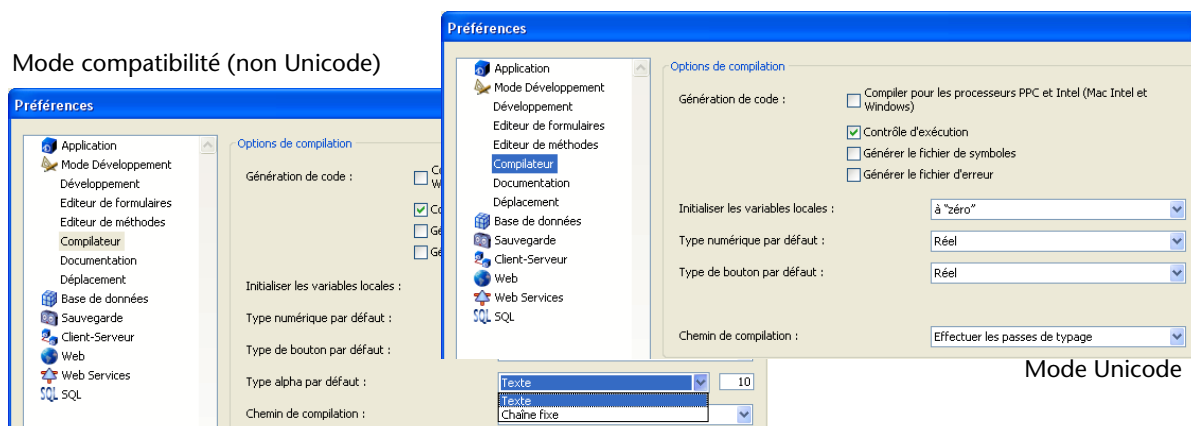 Mode compatibilité (non Unicode)
Préférences
Application
Mode Développement
Développement
Editeur de formulaires
Editeur de méthodes
Compilateur
Documentation
Déplacement
Base de données
Sauvegarde
Client-Serveur
Web
Web Services
SQL SQL
Options de compilation
Génération de code :
Initialiser les variables locales :
Type numérique par défaut :
Type de bouton par défaut :
Type alpha par défaut :
Texte
10
Texte
Chaîne fixe
Chemin de compilation :
Préférences
Application
Mode Développement
Développement
Editeur de formulaires
Editeur de méthodes
Compilateur
Documentation
Déplacement
Base de données
Sauvegarde
Client-Serveur
Web
Web Services
SQL SQL
Options de compilation
Génération de code :
Compiler pour les processeurs PPC et Intel (Mac Intel et
Windows)
Contrôle d'exécution
Générer le fichier de symboles
Générer le fichier d'erreur
Initialiser les variables locales :
à "zéro"
Type numérique par défaut :
Réel
Type de bouton par défaut :
Réel
Chemin de compilation :
Effectuer les passes de typage
Mode Unicode